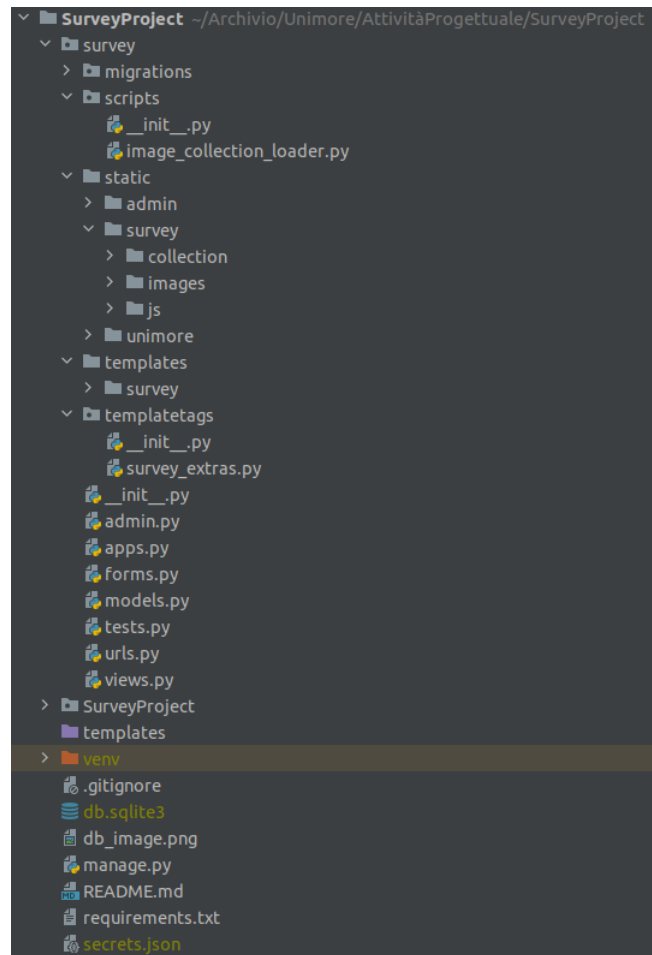 SurveyProject ~/Archivio/Unimore/AttivitàProgettuale/SurveyProject
survey
migrations
scripts
__init__.py
image_collection_loader.py
static
admin
survey
collection
images
js
unimore
templates
survey
templatetags
__init__.py
survey_extras.py
__init__.py
admin.py
apps.py
forms.py
models.py
tests.py
urls.py
views.py
SurveyProject
templates
venv
.gitignore
db.sqlite3
db_image.png
manage.py
README.md
requirements.txt
secrets.json